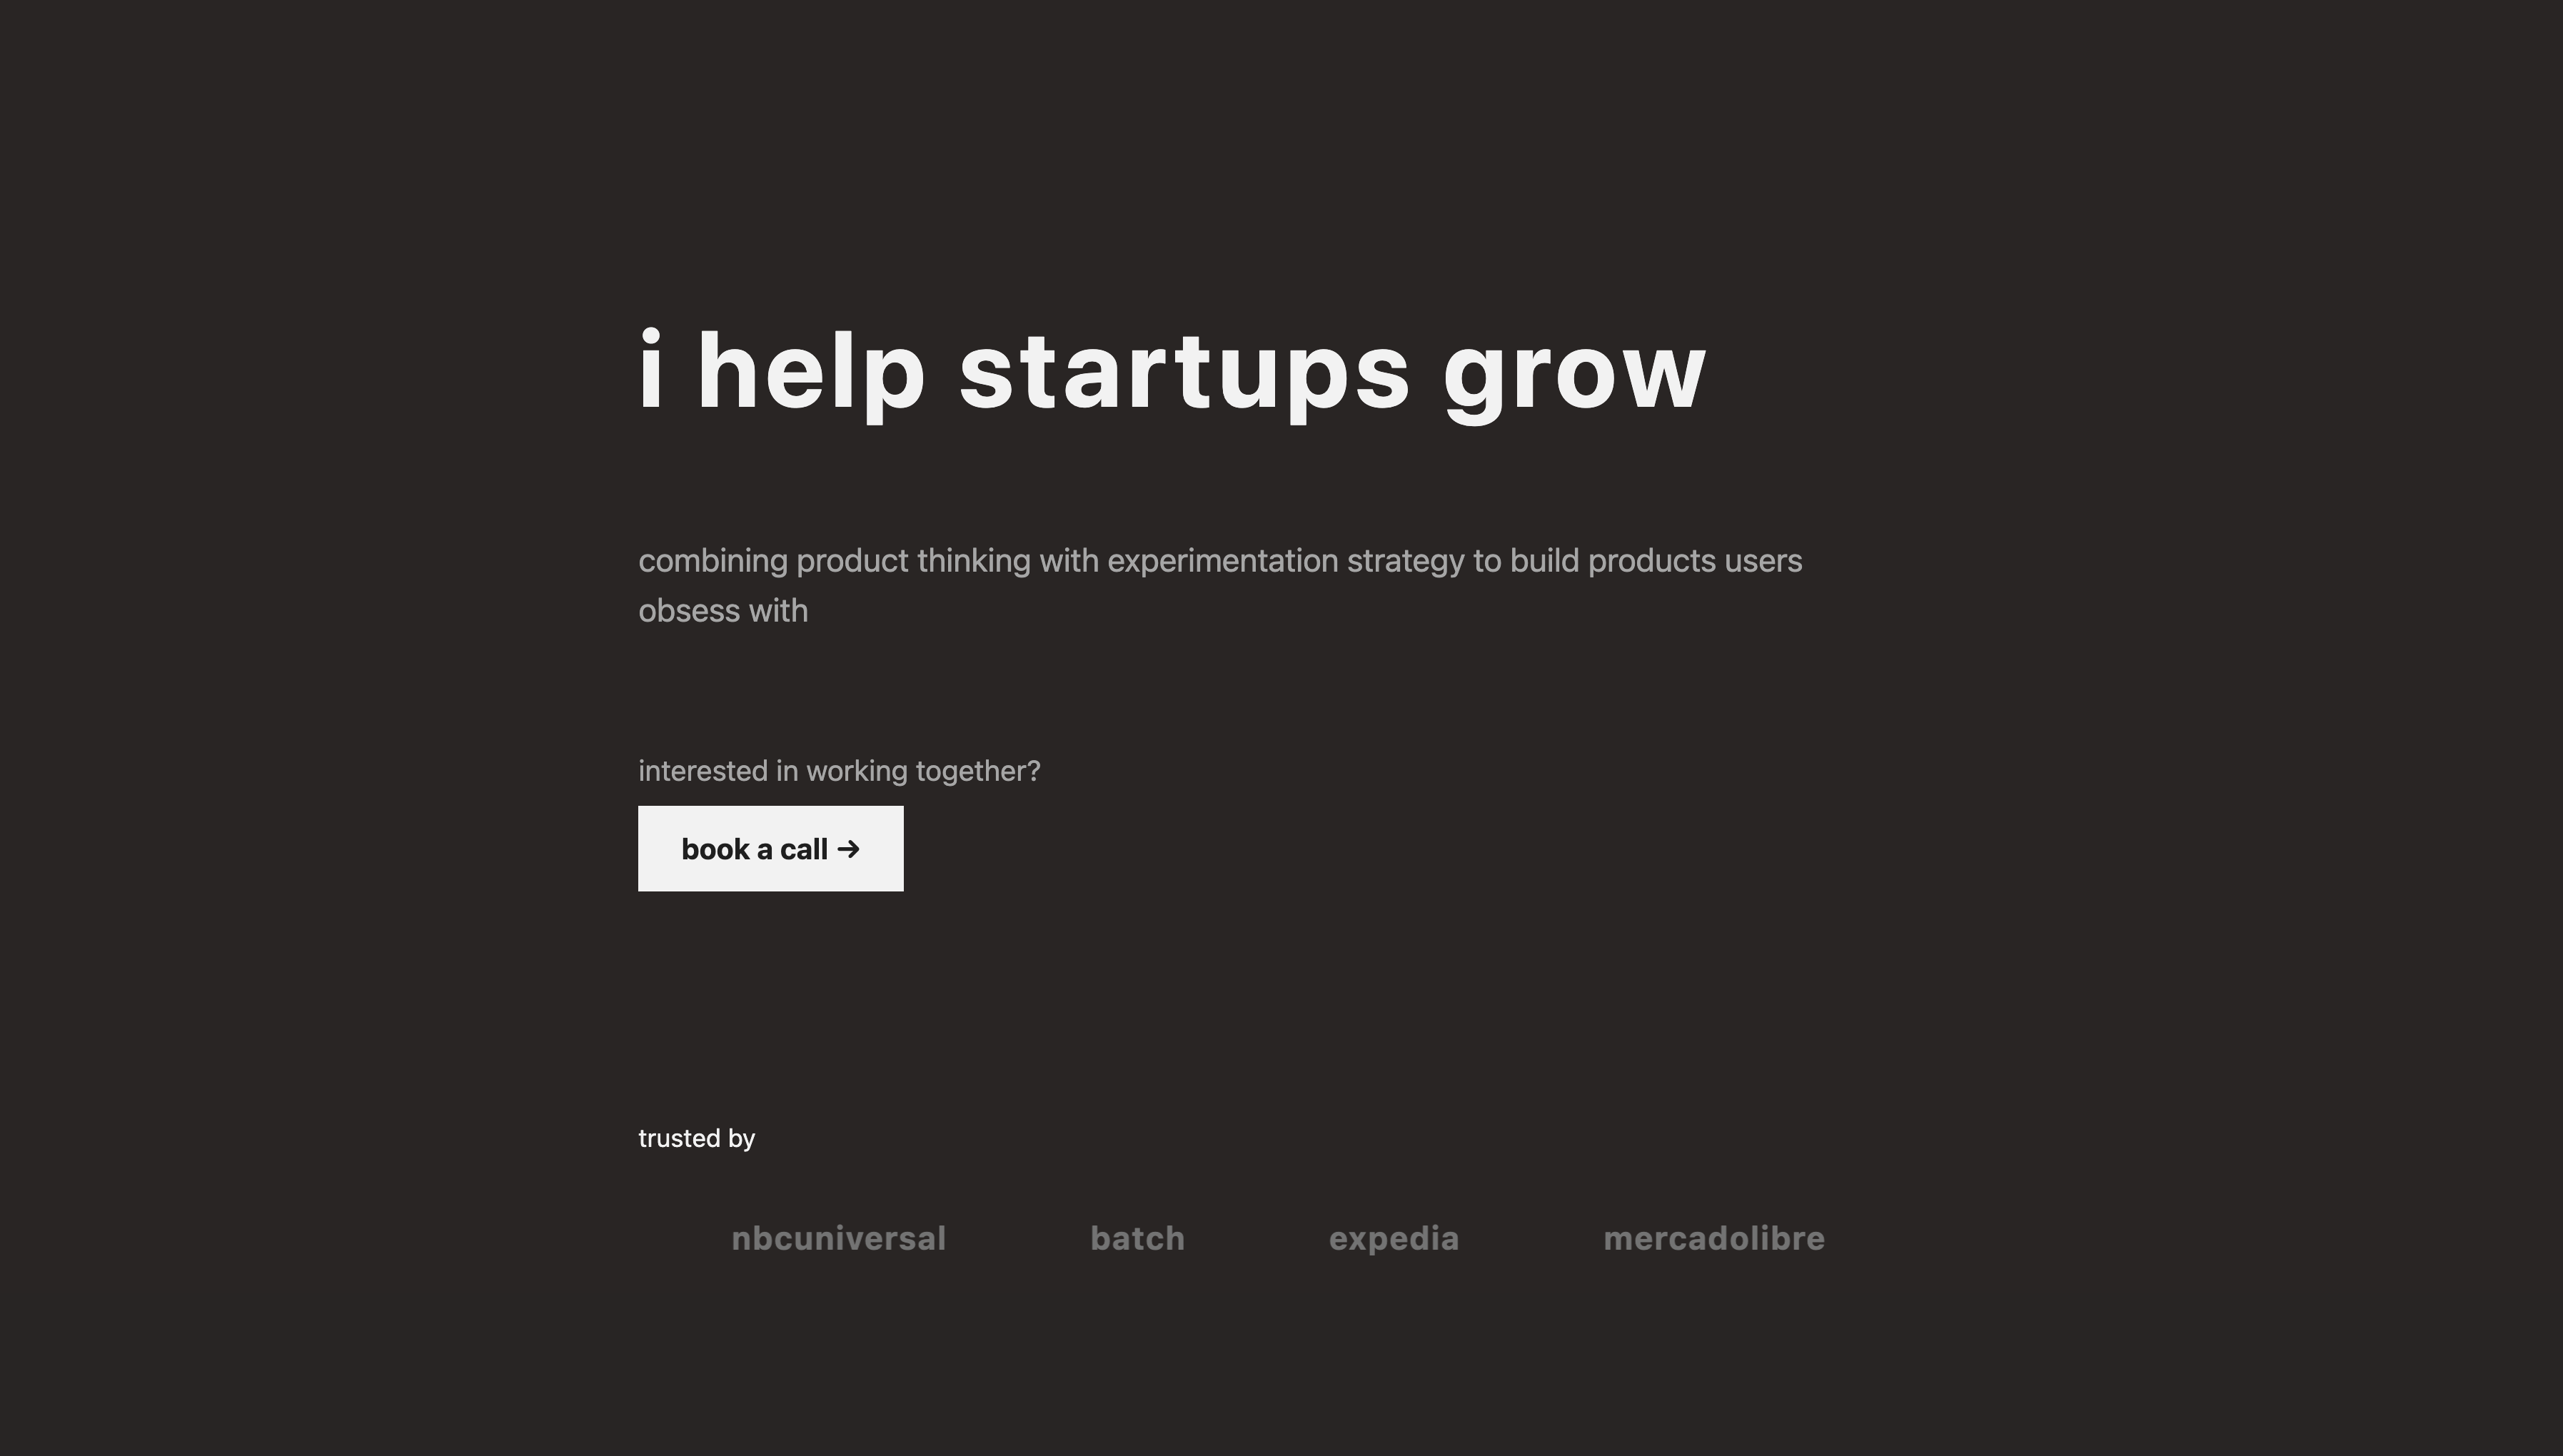 i help startups grow
combining product thinking with experimentation strategy to build products users
obsess with
interested in working together?
book a call →
trusted by
nbcuniversal batch expedia mercadolibre